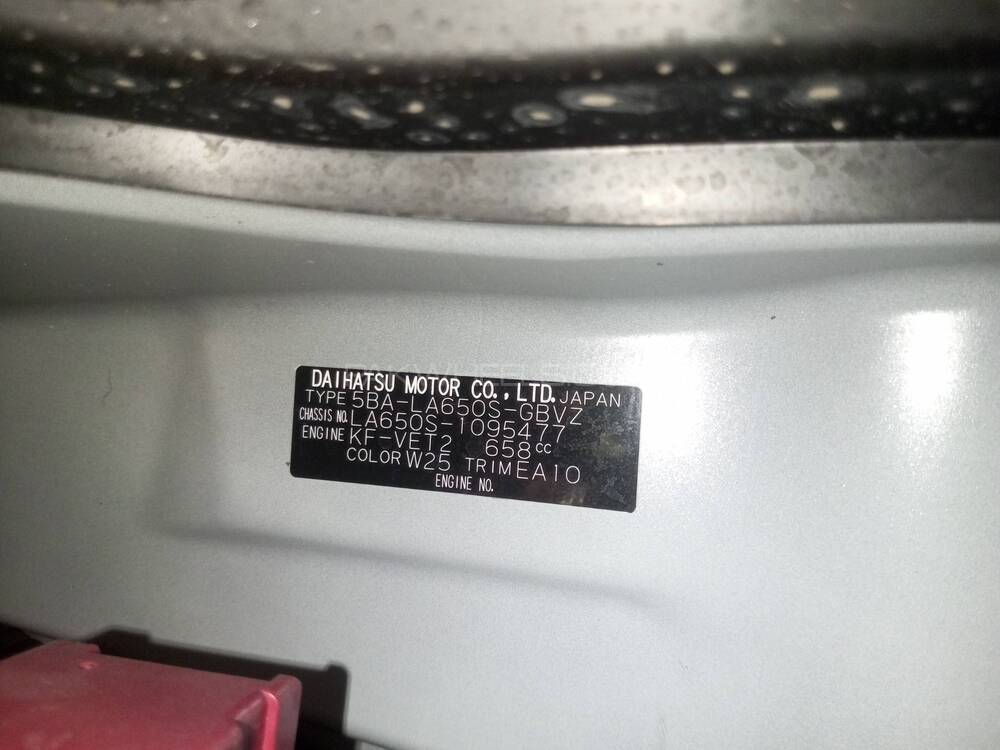 DAIHATSU MOTOR CO., LTD. JAPAN
TYPE 5BA-LA650S-GBVZ
CHASSIS NO. LA650S-1095477
ENGINE KF-VET2 658cc
COLOR W25 TRIM EA10
ENGINE NO.